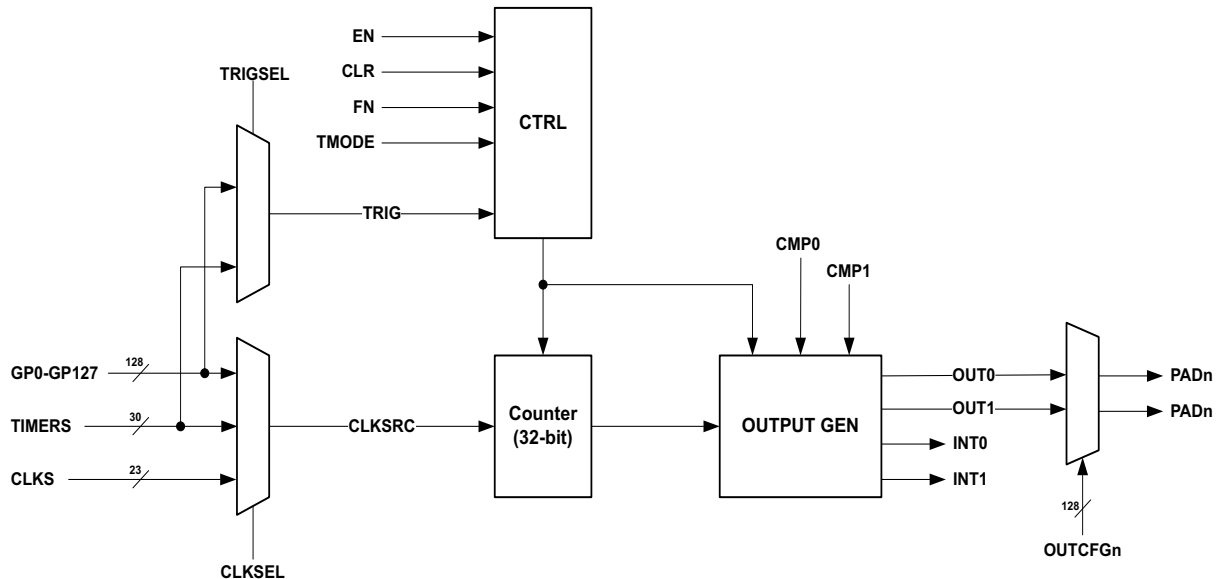 EN
CLR
FN
TMODE
CTRL
TRIGSEL
TRIG
CMP0
CMP1
GP0-GP127
128
TIMERS
30
CLKS
23
CLKSRC
CLKSEL
Counter
(32-bit)
OUTPUT GEN
OUT0
OUT1
INT0
INT1
PADn
PADn
128
OUTCFGn